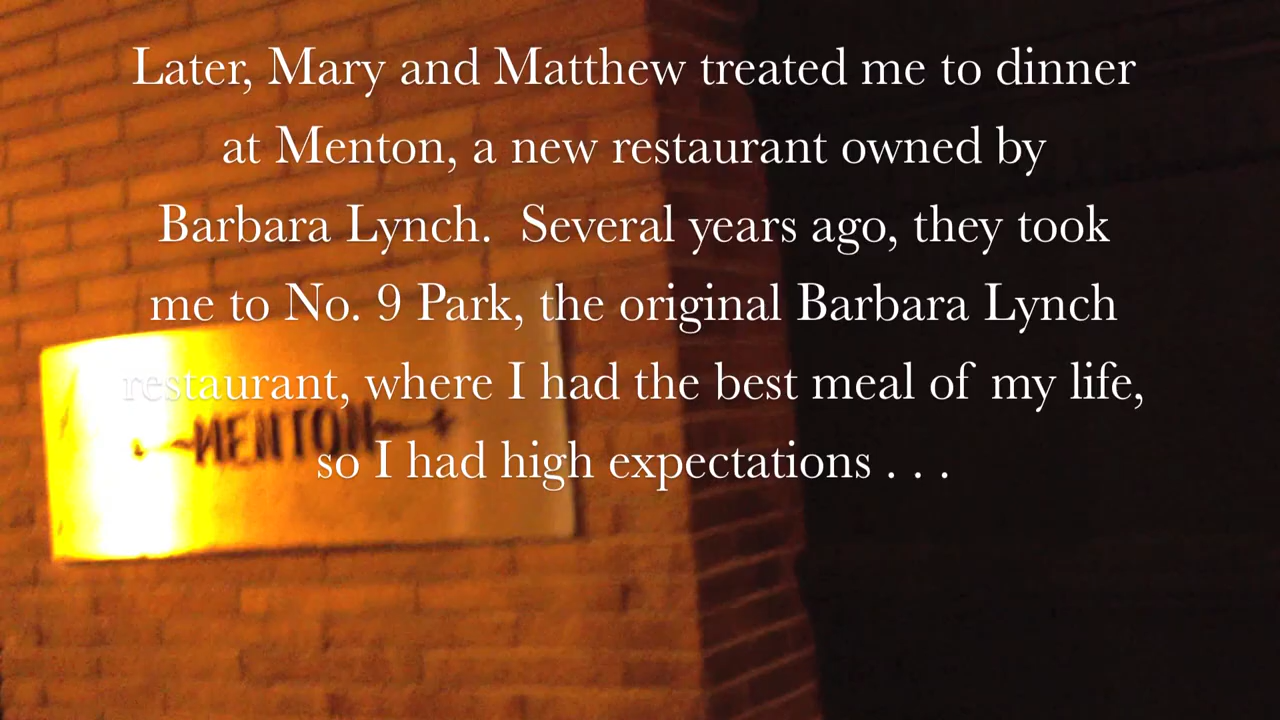 Later, Mary and Matthew treated me to dinner
at Menton, a new restaurant owned by
Barbara Lynch.  Several years ago, they took
me to No. 9 Park, the original Barbara Lynch
restaurant, where I had the best meal of my life,
MENTON
so I had high expectations . . .